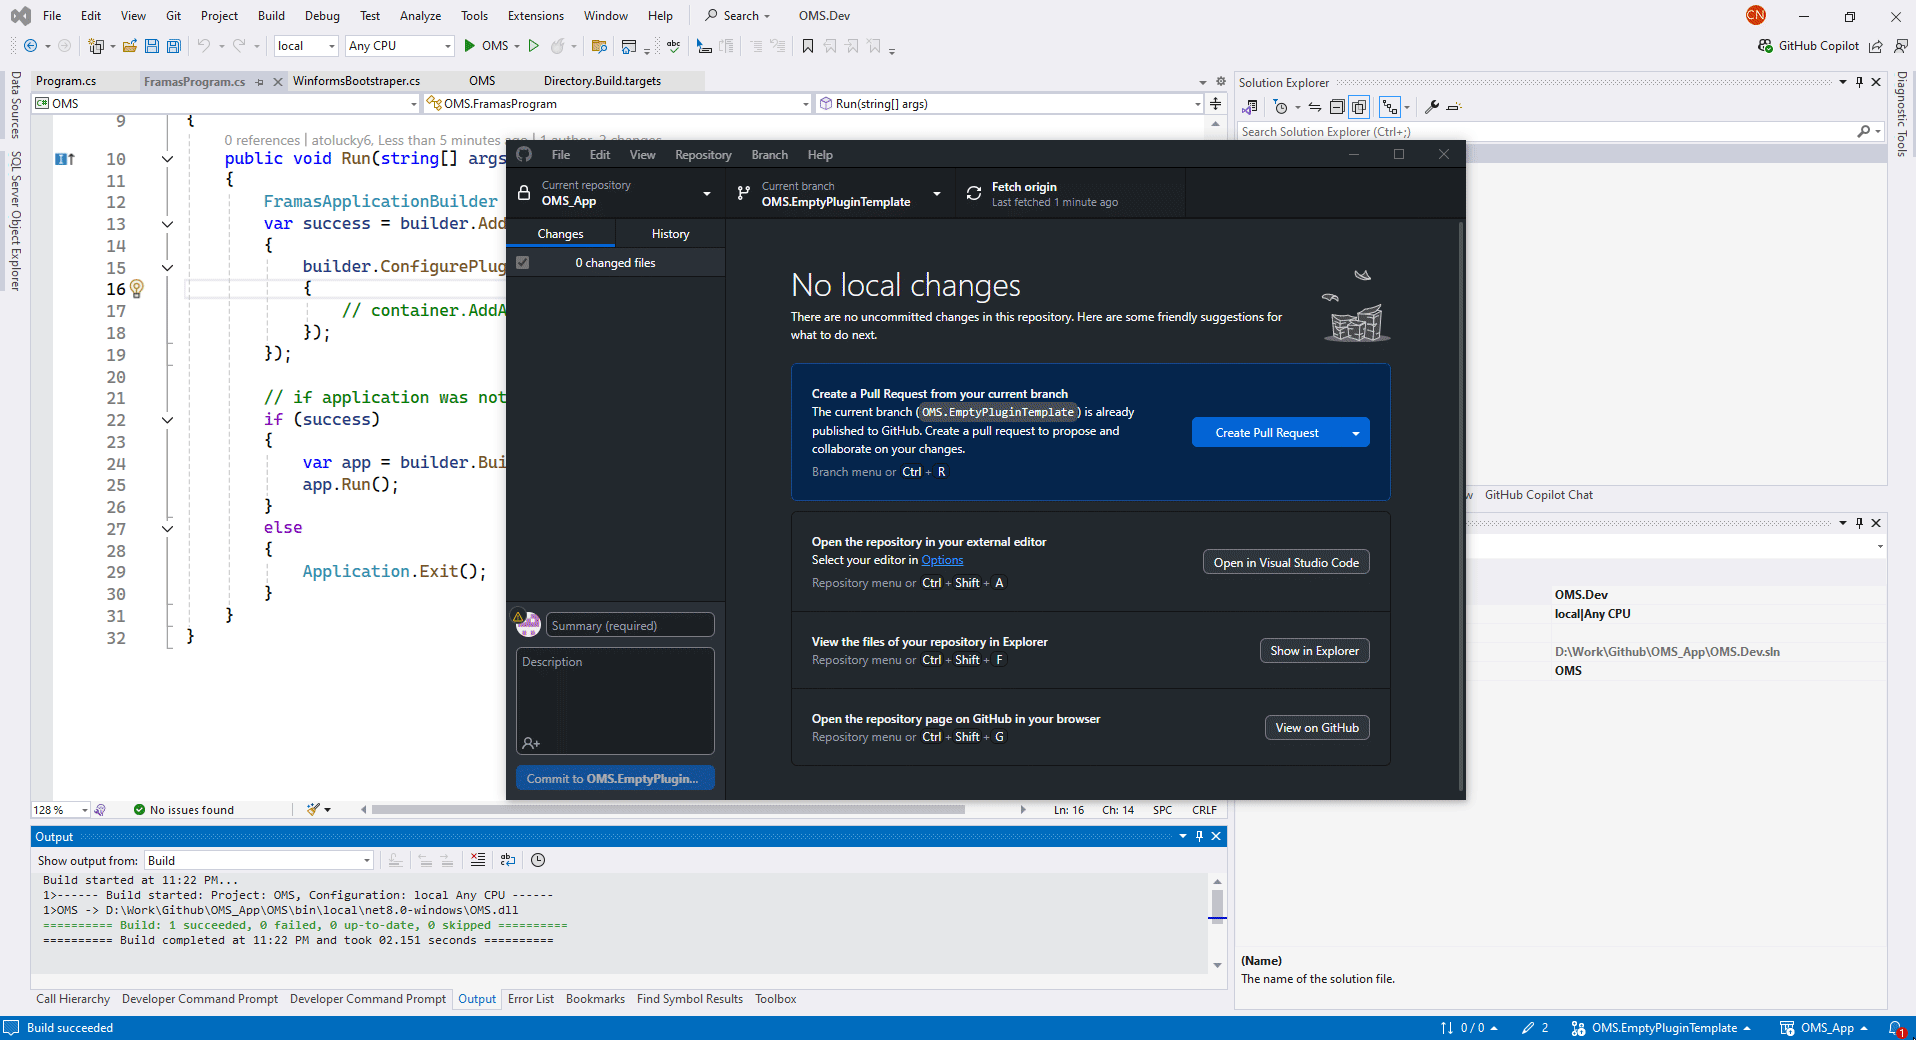 File Edit View Git Project Build Debug Test Analyze Tools Extensions Window Help Search OMS.Dev CN
local Any CPU OMS GitHub Copilot
Data Sources
SQL Server Object Explorer
Program.cs FramasProgram.cs WinformsBootstraper.cs OMS Directory.Build.targets
OMS OMS.FramasProgram Run(string[] args)
9 {
0 references | atolucky6, Less than 5 minutes ago | 1 author, 2 changes
10 public void Run(string[] args
11 {
12 FramasApplicationBuilder
13 var success = builder.Add
14 {
15 builder.ConfigurePlug
16 {
17 // container.AddA
18 });
19 });
20
21 // if application was not
22 if (success)
23 {
24 var app = builder.Bui
25 app.Run();
26 }
27 else
28 {
29 Application.Exit();
30 }
31 }
32 }
128 % No issues found Ln: 16 Ch: 14 SPC CRLF
File Edit View Repository Branch Help
Current repository
OMS_App
Current branch
OMS.EmptyPluginTemplate
Fetch origin
Last fetched 1 minute ago
Changes History
0 changed files
No local changes
There are no uncommitted changes in this repository. Here are some friendly suggestions for
what to do next.
Create a Pull Request from your current branch
The current branch (OMS.EmptyPluginTemplate) is already
published to GitHub. Create a pull request to propose and
collaborate on your changes.
Branch menu or Ctrl + R
Create Pull Request
Open the repository in your external editor
Select your editor in Options
Repository menu or Ctrl + Shift + A
Open in Visual Studio Code
View the files of your repository in Explorer
Repository menu or Ctrl + Shift + F
Show in Explorer
Open the repository page on GitHub in your browser
Repository menu or Ctrl + Shift + G
View on GitHub
Summary (required)
Description
Commit to OMS.EmptyPlugin...
Solution Explorer
Search Solution Explorer (Ctrl+;)
Diagnostic Tools
w GitHub Copilot Chat
OMS.Dev
local|Any CPU
D:\Work\Github\OMS_App\OMS.Dev.sln
OMS
(Name)
The name of the solution file.
Output
Show output from: Build
Build started at 11:22 PM...
1>------ Build started: Project: OMS, Configuration: local Any CPU ------
1>OMS -> D:\Work\Github\OMS_App\OMS\bin\local\net8.0-windows\OMS.dll
========== Build: 1 succeeded, 0 failed, 0 up-to-date, 0 skipped ==========
========== Build completed at 11:22 PM and took 02.151 seconds ==========
Call Hierarchy Developer Command Prompt Developer Command Prompt Output Error List Bookmarks Find Symbol Results Toolbox
Build succeeded 0 / 0 2 OMS.EmptyPluginTemplate OMS_App 1